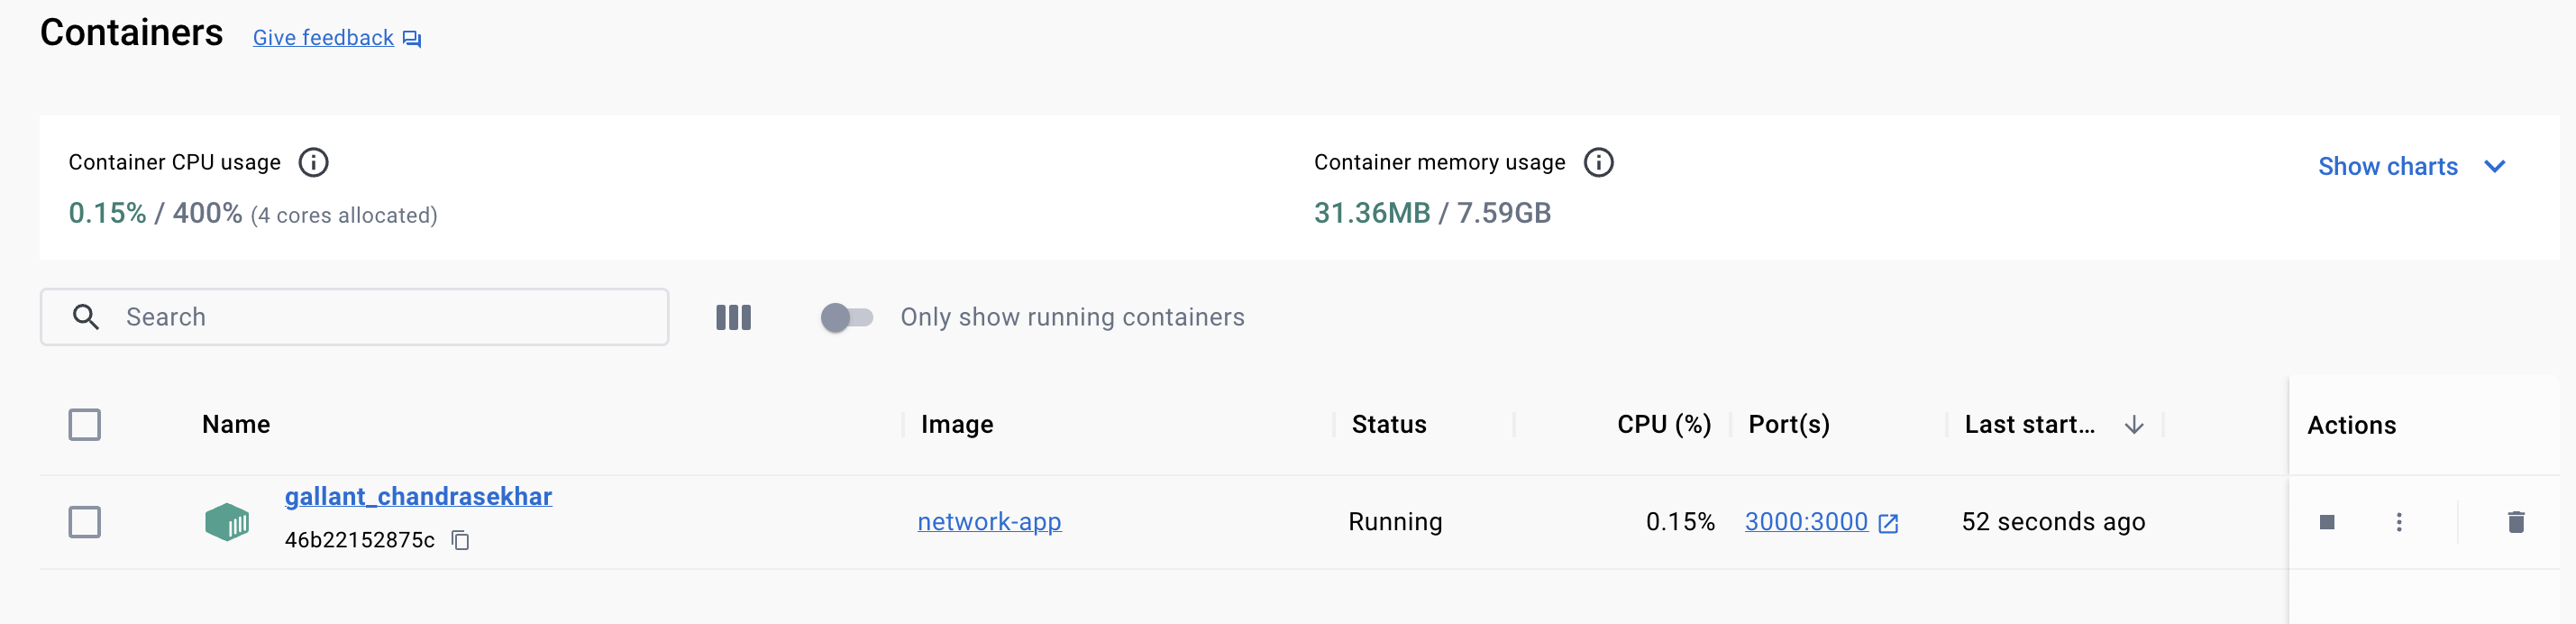 Containers Give feedback
Container CPU usage
0.15% / 400% (4 cores allocated)
Container memory usage
31.36MB / 7.59GB
Show charts
Search
Only show running containers
Name Image Status CPU (%) Port(s) Last start... Actions
gallant_chandrasekhar
46b22152875c
network-app Running 0.15% 3000:3000 52 seconds ago